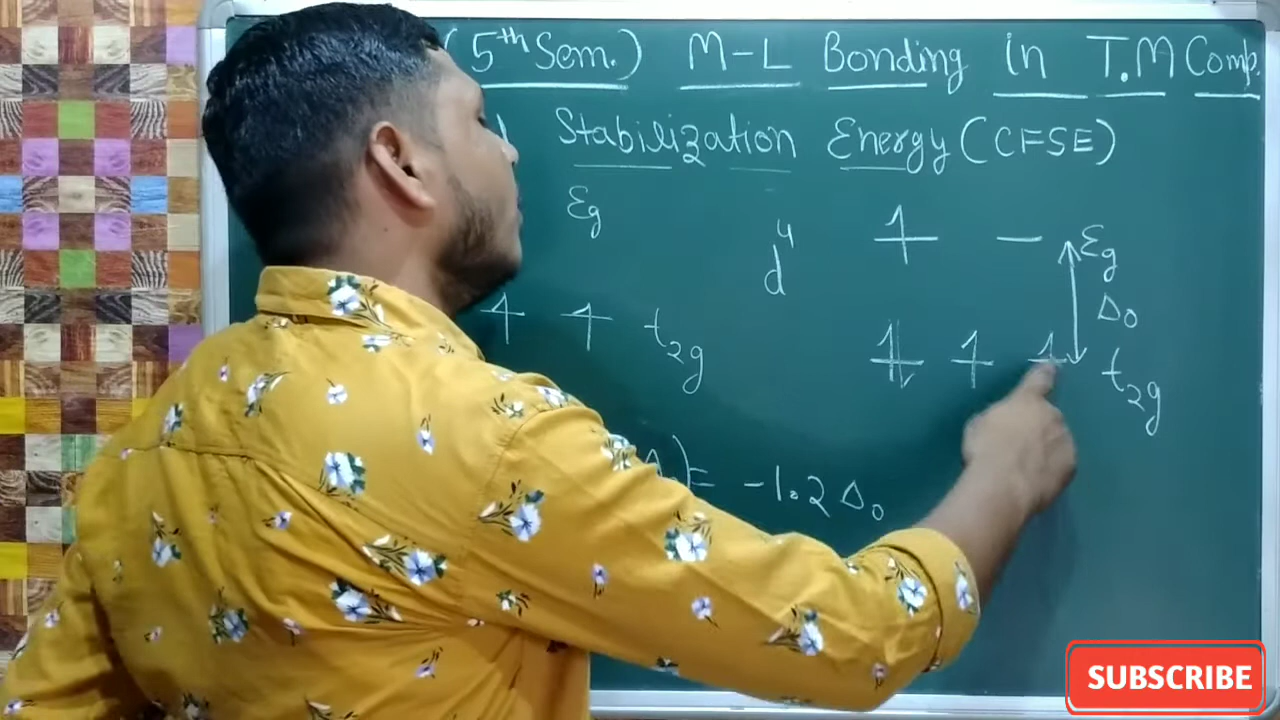 (5th Sem.) M-L Bonding in T.M Comp.
Stabilization Energy (CFSE)
Eg
d4
Eg
Δo
t2g
t2g
) = -1.2 Δo
SUBSCRIBE